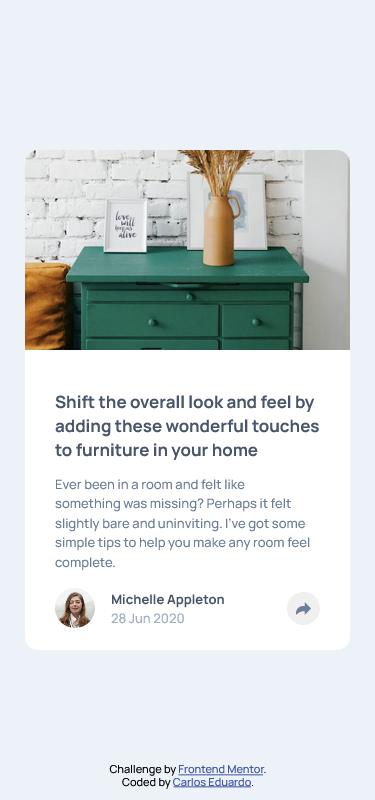 love
will
keep us
alive
Shift the overall look and feel by
adding these wonderful touches
to furniture in your home
Ever been in a room and felt like
something was missing? Perhaps it felt
slightly bare and uninviting. I've got some
simple tips to help you make any room feel
complete.
Michelle Appleton
28 Jun 2020
Challenge by Frontend Mentor.
Coded by Carlos Eduardo.